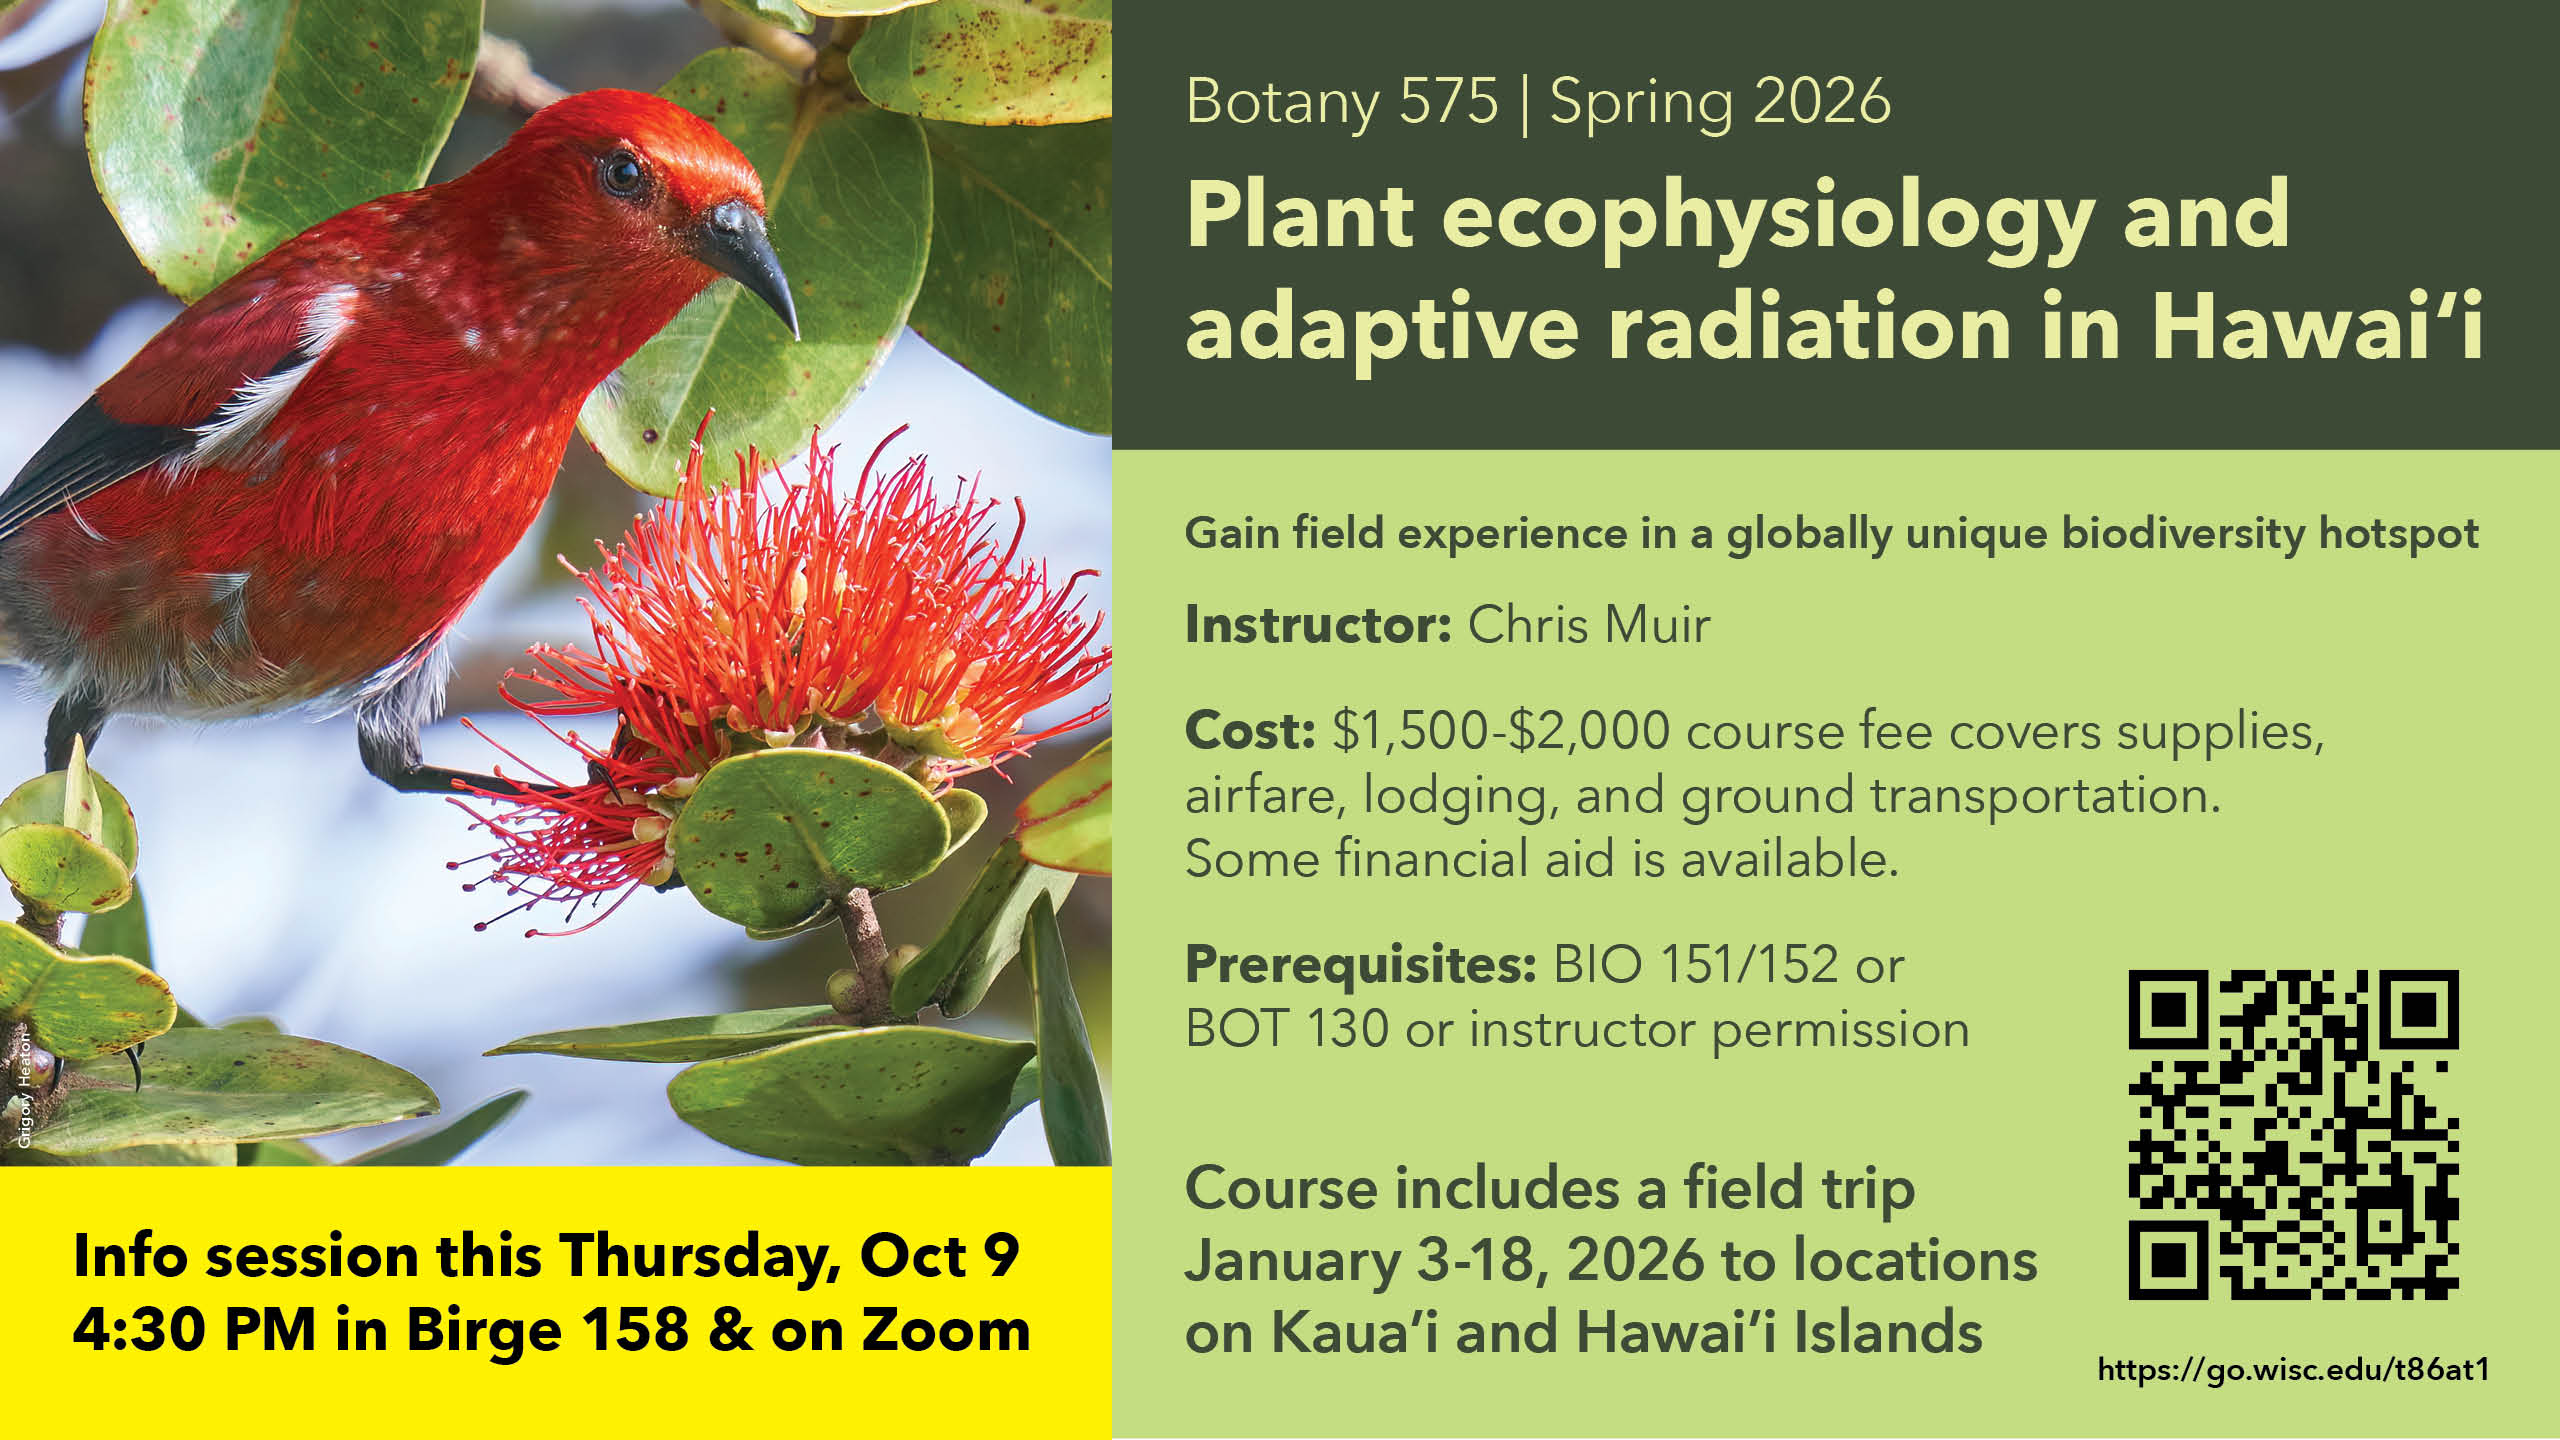 Botany 575 | Spring 2026
Plant ecophysiology and
adaptive radiation in Hawai‘i
Gain field experience in a globally unique biodiversity hotspot
Instructor: Chris Muir
Cost: $1,500-$2,000 course fee covers supplies,
airfare, lodging, and ground transportation.
Some financial aid is available.
Prerequisites: BIO 151/152 or
BOT 130 or instructor permission
Course includes a field trip
January 3-18, 2026 to locations
on Kaua’i and Hawai’i Islands
https://go.wisc.edu/t86at1
Grigory Heaton
Info session this Thursday, Oct 9
4:30 PM in Birge 158 & on Zoom